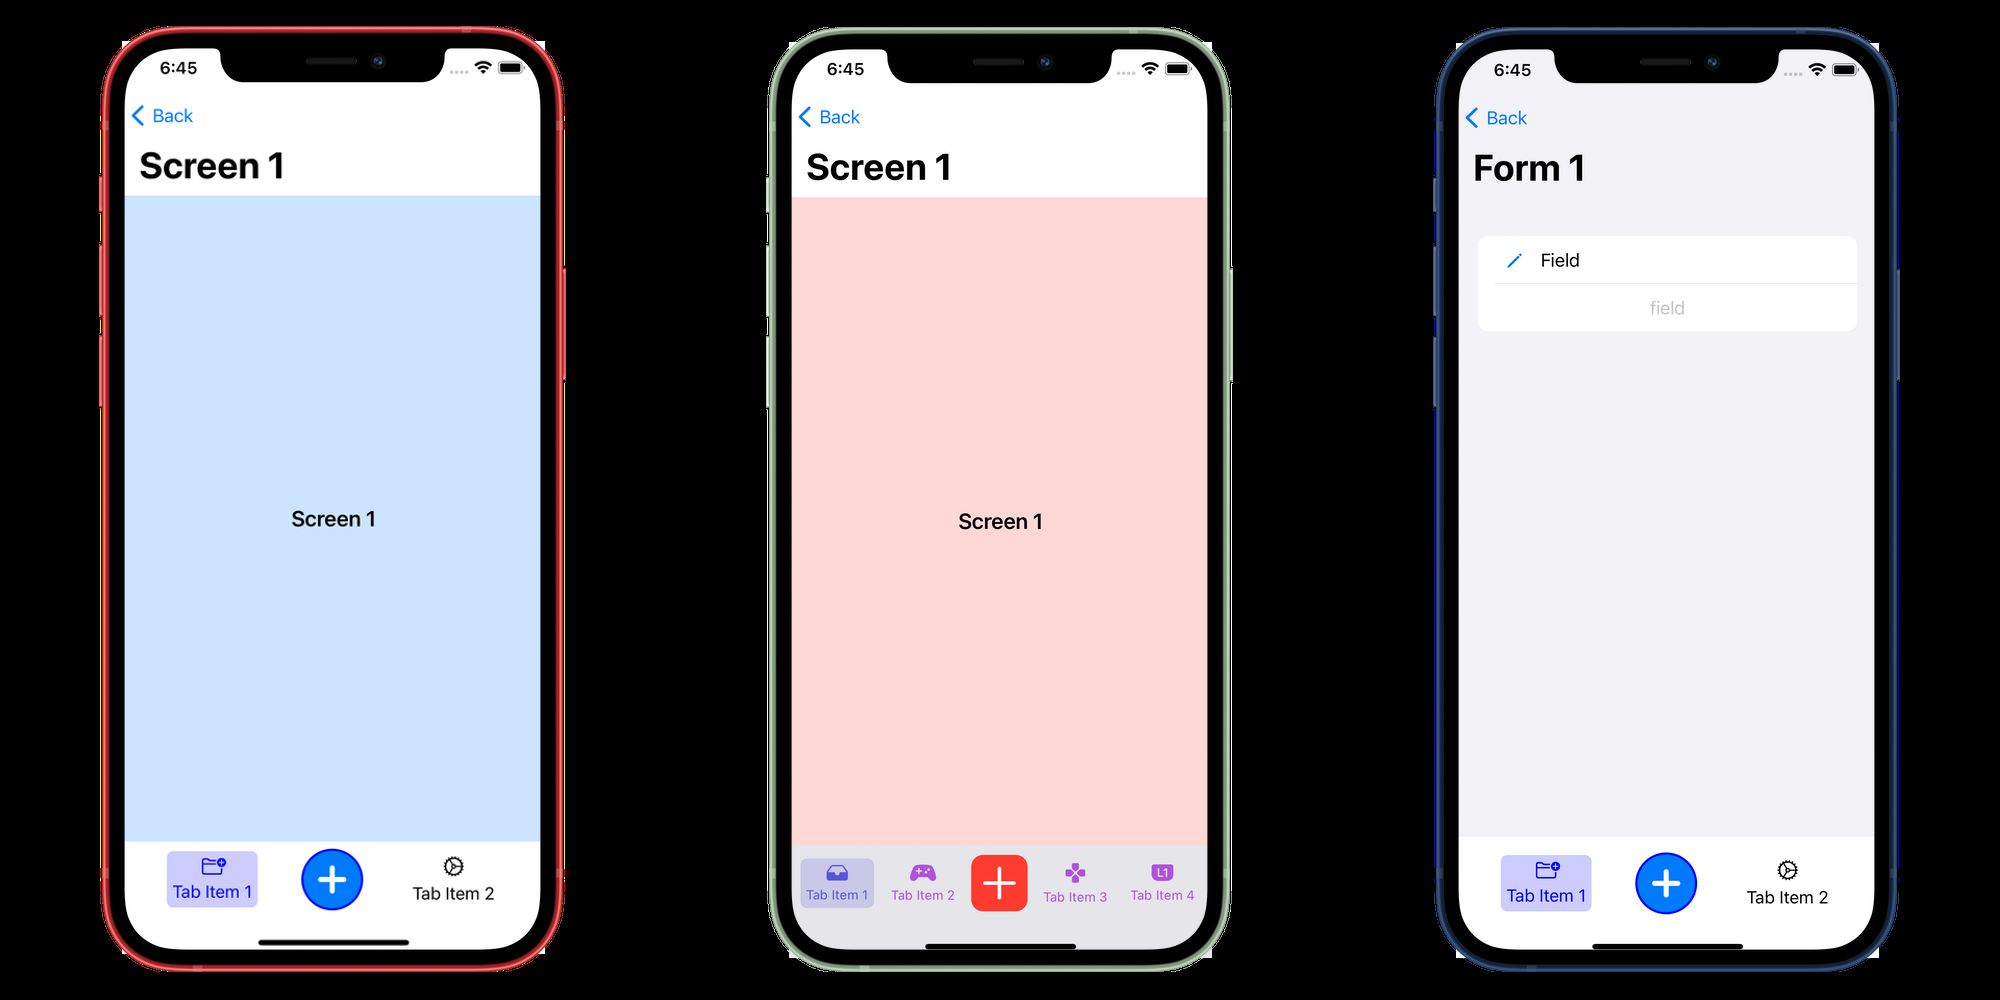 6:45
Back
Screen 1
Screen 1
Tab Item 1
Tab Item 2
6:45
Back
Screen 1
Screen 1
L1
Tab Item 1
Tab Item 2
Tab Item 3
Tab Item 4
6:45
Back
Form 1
Field
field
Tab Item 1
Tab Item 2